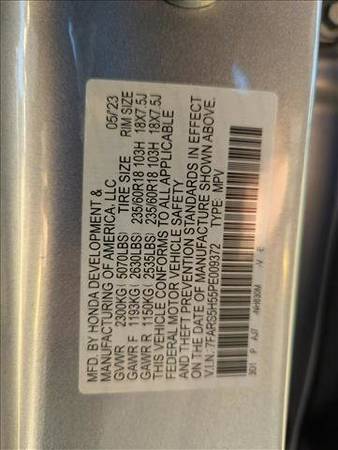 MFD. BY HONDA DEVELOPMENT &
MANUFACTURING OF AMERICA, LLC 05/'23
GVWR 2300KG ( 5070LBS) TIRE SIZE RIM SIZE
GAWR F 1193KG ( 2630LBS) 235/60R18 103H 18X7.5J
GAWR R 1150KG ( 2535LBS) 235/60R18 103H 18X7.5J
THIS VEHICLE CONFORMS TO ALL APPLICABLE
FEDERAL MOTOR VEHICLE SAFETY
AND THEFT PREVENTION STANDARDS IN EFFECT
ON THE DATE OF MANUFACTURE SHOWN ABOVE.
V.I.N.: 7FARS5H55PE009372 TYPE: MPV
P -NH830M -V E